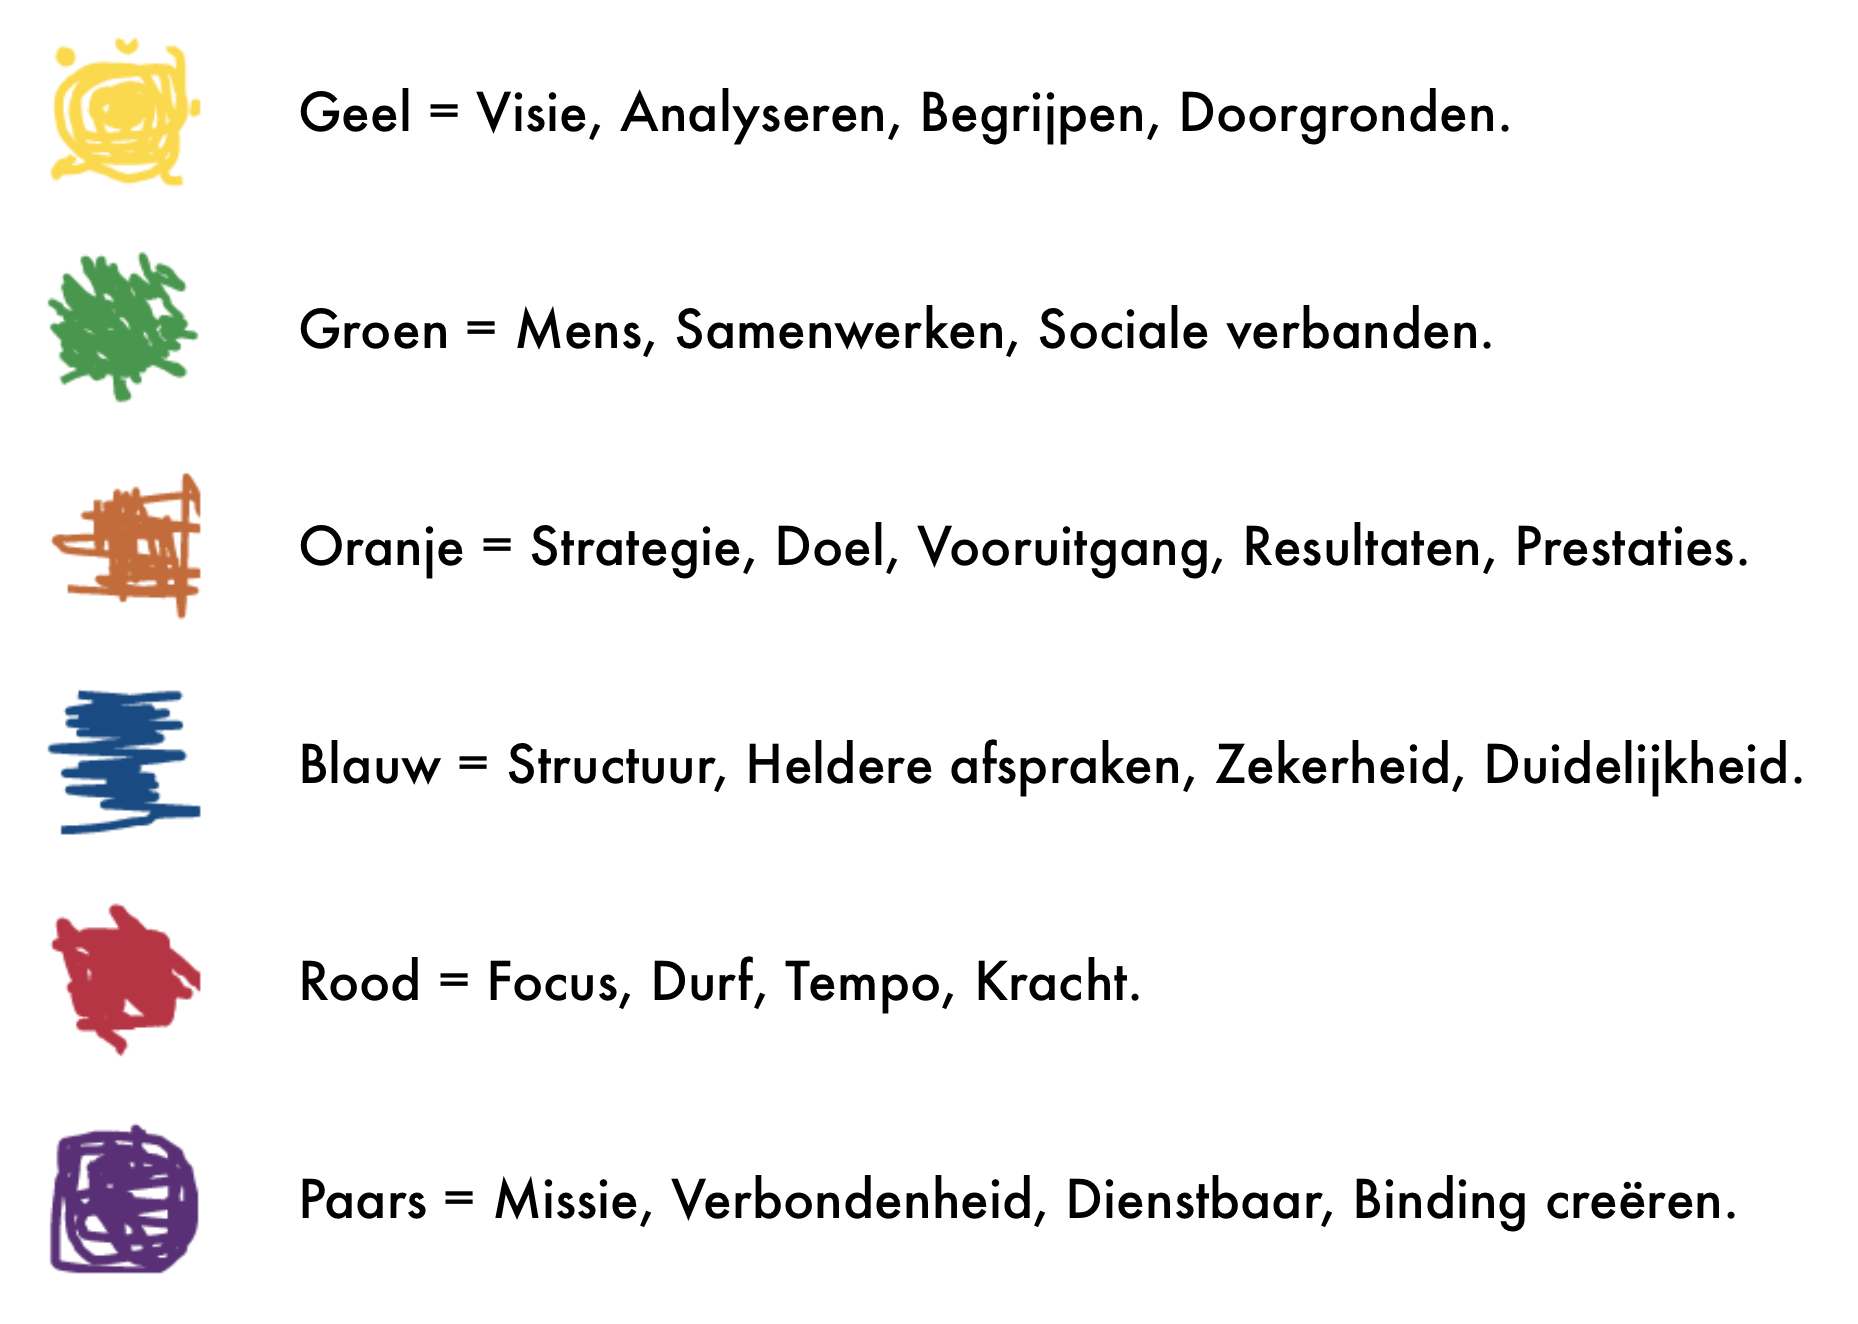 Geel = Visie, Analyseren, Begrijpen, Doorgronden.
Groen = Mens, Samenwerken, Sociale verbanden.
Oranje = Strategie, Doel, Vooruitgang, Resultaten, Prestaties.
Blauw = Structuur, Heldere afspraken, Zekerheid, Duidelijkheid.
Rood = Focus, Durf, Tempo, Kracht.
Paars = Missie, Verbondenheid, Dienstbaar, Binding creëren.